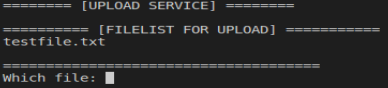 ======== [UPLOAD SERVICE] ========
========== [FILELIST FOR UPLOAD] ===========
testfile.txt
=====================================
Which file: